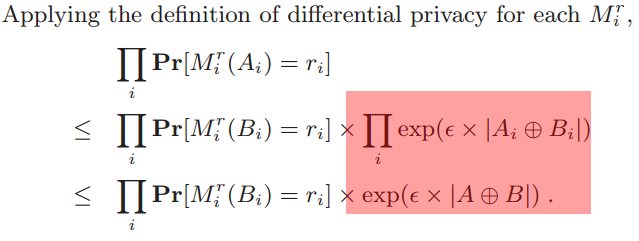 Applying the definition of differential privacy for each M_i^r,
∏_i Pr[M_i^r(A_i) = r_i]
≤ ∏_i Pr[M_i^r(B_i) = r_i] × ∏_i exp(ϵ × |A_i ⊕ B_i|)
≤ ∏_i Pr[M_i^r(B_i) = r_i] × exp(ϵ × |A ⊕ B|) .